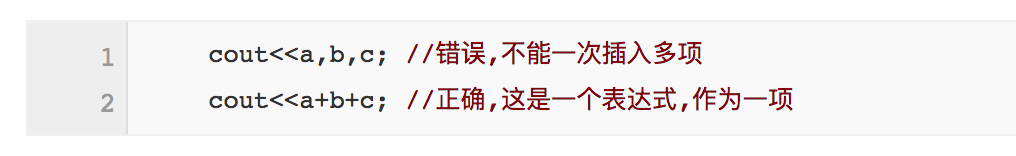 1 cout<<a,b,c; //错误,不能一次插入多项
2 cout<<a+b+c; //正确,这是一个表达式,作为一项